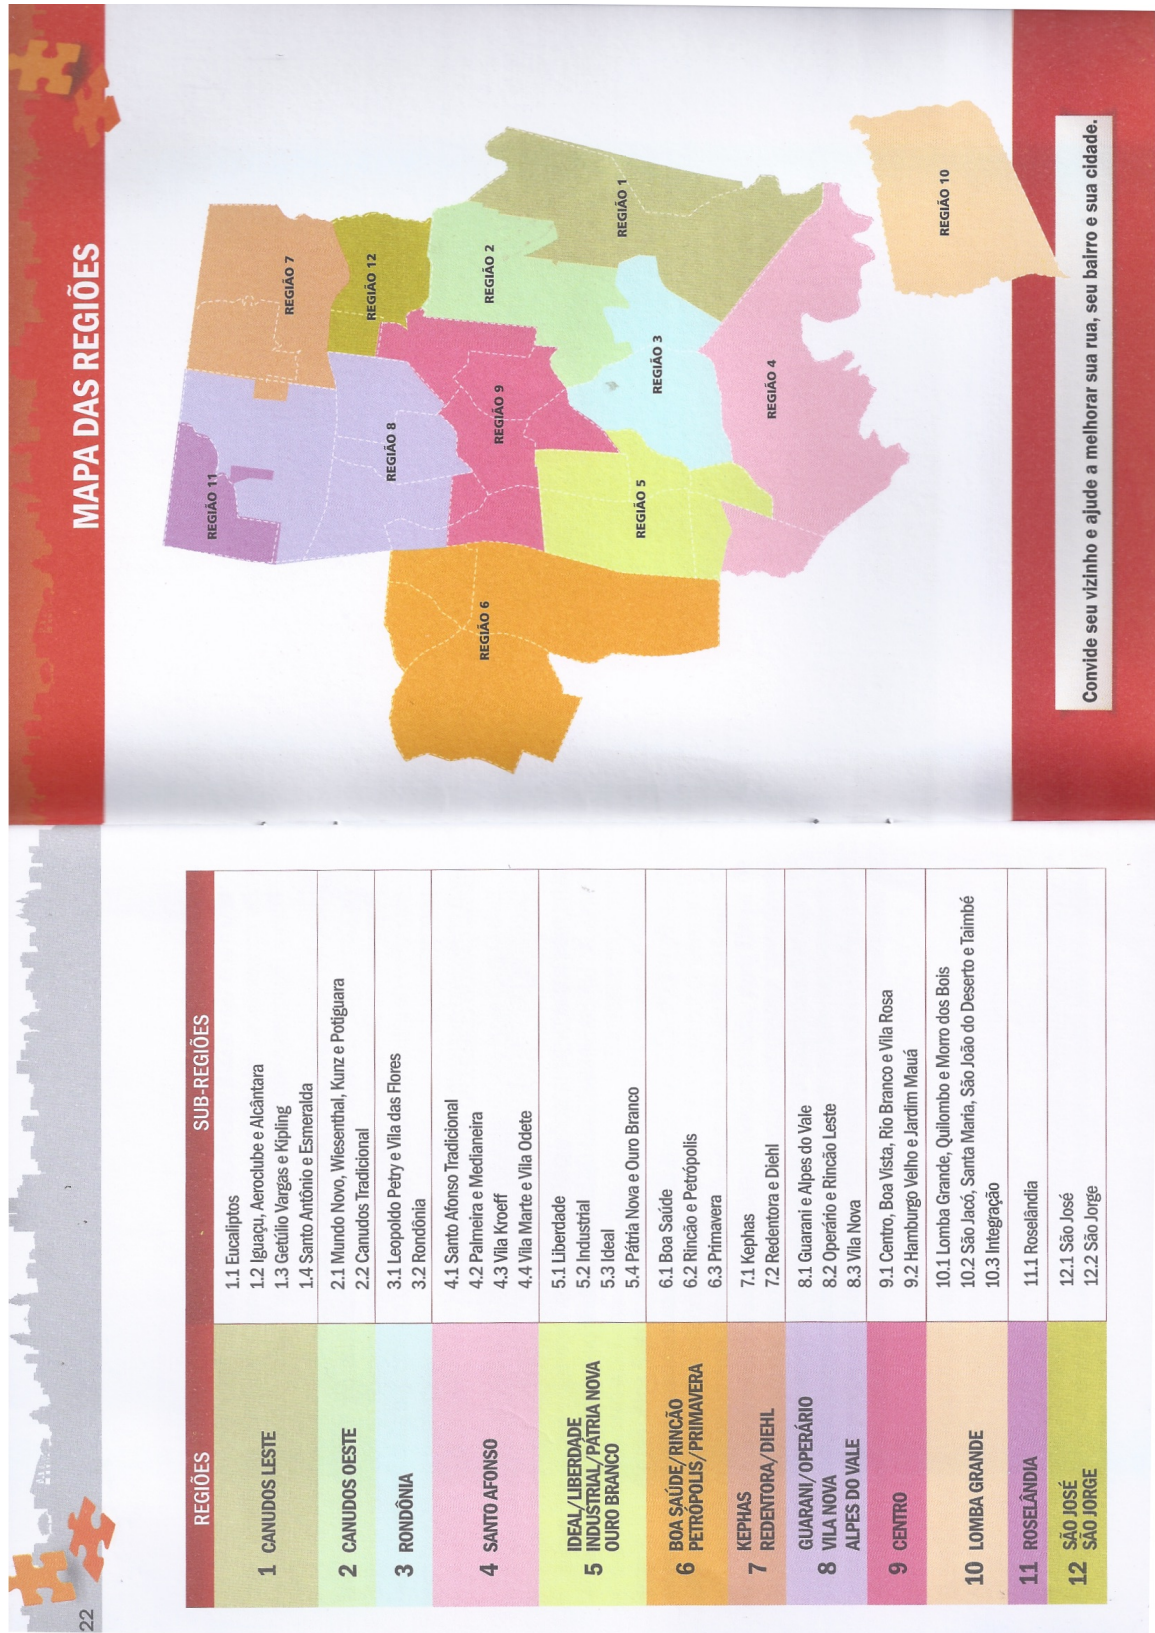 22
REGIÕES
SUB-REGIÕES
1 CANUDOS LESTE
1.1 Eucaliptos
1.2 Iguaçu, Aeroclube e Alcântara
1.3 Getúlio Vargas e Kipling
1.4 Santo Antônio e Esmeralda
2 CANUDOS OESTE
2.1 Mundo Novo, Wiesenthal, Kunz e Potiguara
2.2 Canudos Tradicional
3 RONDÔNIA
3.1 Leopoldo Petry e Vila das Flores
3.2 Rondônia
4 SANTO AFONSO
4.1 Santo Afonso Tradicional
4.2 Palmeira e Medianeira
4.3 Vila Kroeff
4.4 Vila Marte e Vila Odete
5 IDEAL/LIBERDADE
INDUSTRIAL/PÁTRIA NOVA
OURO BRANCO
5.1 Liberdade
5.2 Industrial
5.3 Ideal
5.4 Pátria Nova e Ouro Branco
6 BOA SAÚDE/RINCÃO
PETRÓPOLIS/PRIMAVERA
6.1 Boa Saúde
6.2 Rincão e Petrópolis
6.3 Primavera
7 KEPHAS
REDENTORA/DIEHL
7.1 Kephas
7.2 Redentora e Diehl
8 GUARANI/OPERÁRIO
VILA NOVA
ALPES DO VALE
8.1 Guarani e Alpes do Vale
8.2 Operário e Rincão Leste
8.3 Vila Nova
9 CENTRO
9.1 Centro, Boa Vista, Rio Branco e Vila Rosa
9.2 Hamburgo Velho e Jardim Mauá
10 LOMBA GRANDE
10.1 Lomba Grande, Quilombo e Morro dos Bois
10.2 São Jacó, Santa Maria, São João do Deserto e Taimbé
10.3 Integração
11 ROSELÂNDIA
11.1 Roselândia
12 SÃO JOSÉ
SÃO JORGE
12.1 São José
12.2 São Jorge
MAPA DAS REGIÕES
REGIÃO 11
REGIÃO 7
REGIÃO 12
REGIÃO 8
REGIÃO 2
REGIÃO 9
REGIÃO 6
REGIÃO 1
REGIÃO 3
REGIÃO 5
REGIÃO 4
REGIÃO 10
Convide seu vizinho e ajude a melhorar sua rua, seu bairro e sua cidade.